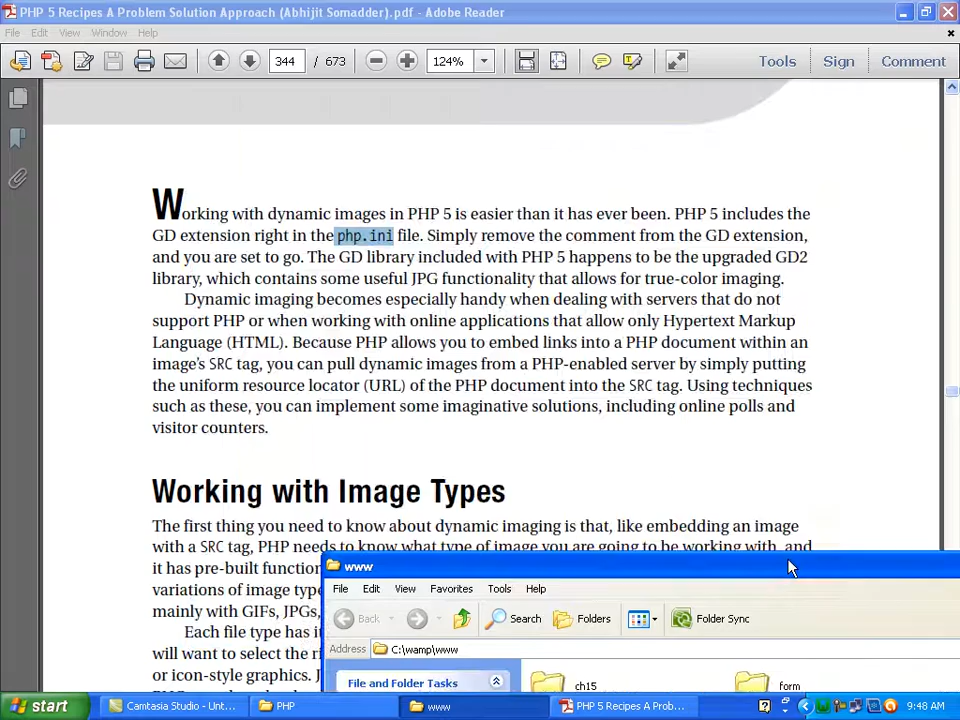 PHP 5 Recipes A Problem Solution Approach (Abhijit Somadder).pdf - Adobe Reader
File Edit View Window Help
344 / 673 124% Tools Sign Comment
Working with dynamic images in PHP 5 is easier than it has ever been. PHP 5 includes the
GD extension right in the php.ini file. Simply remove the comment from the GD extension,
and you are set to go. The GD library included with PHP 5 happens to be the upgraded GD2
library, which contains some useful JPG functionality that allows for true-color imaging.
Dynamic imaging becomes especially handy when dealing with servers that do not
support PHP or when working with online applications that allow only Hypertext Markup
Language (HTML). Because PHP allows you to embed links into a PHP document within an
image's SRC tag, you can pull dynamic images from a PHP-enabled server by simply putting
the uniform resource locator (URL) of the PHP document into the SRC tag. Using techniques
such as these, you can implement some imaginative solutions, including online polls and
visitor counters.
Working with Image Types
The first thing you need to know about dynamic imaging is that, like embedding an image
with a SRC tag, PHP needs to know what type of image you are going to be working with, and
it has pre-built function
variations of image type
mainly with GIFs, JPGs,
Each file type has it
will want to select the ri
or icon-style graphics. J
www
File Edit View Favorites Tools Help
Back Search Folders Folder Sync
Address C:\wamp\www
File and Folder Tasks ch15 form
start Camtasia Studio - Unt... PHP www PHP 5 Recipes A Prob... 9:48 AM